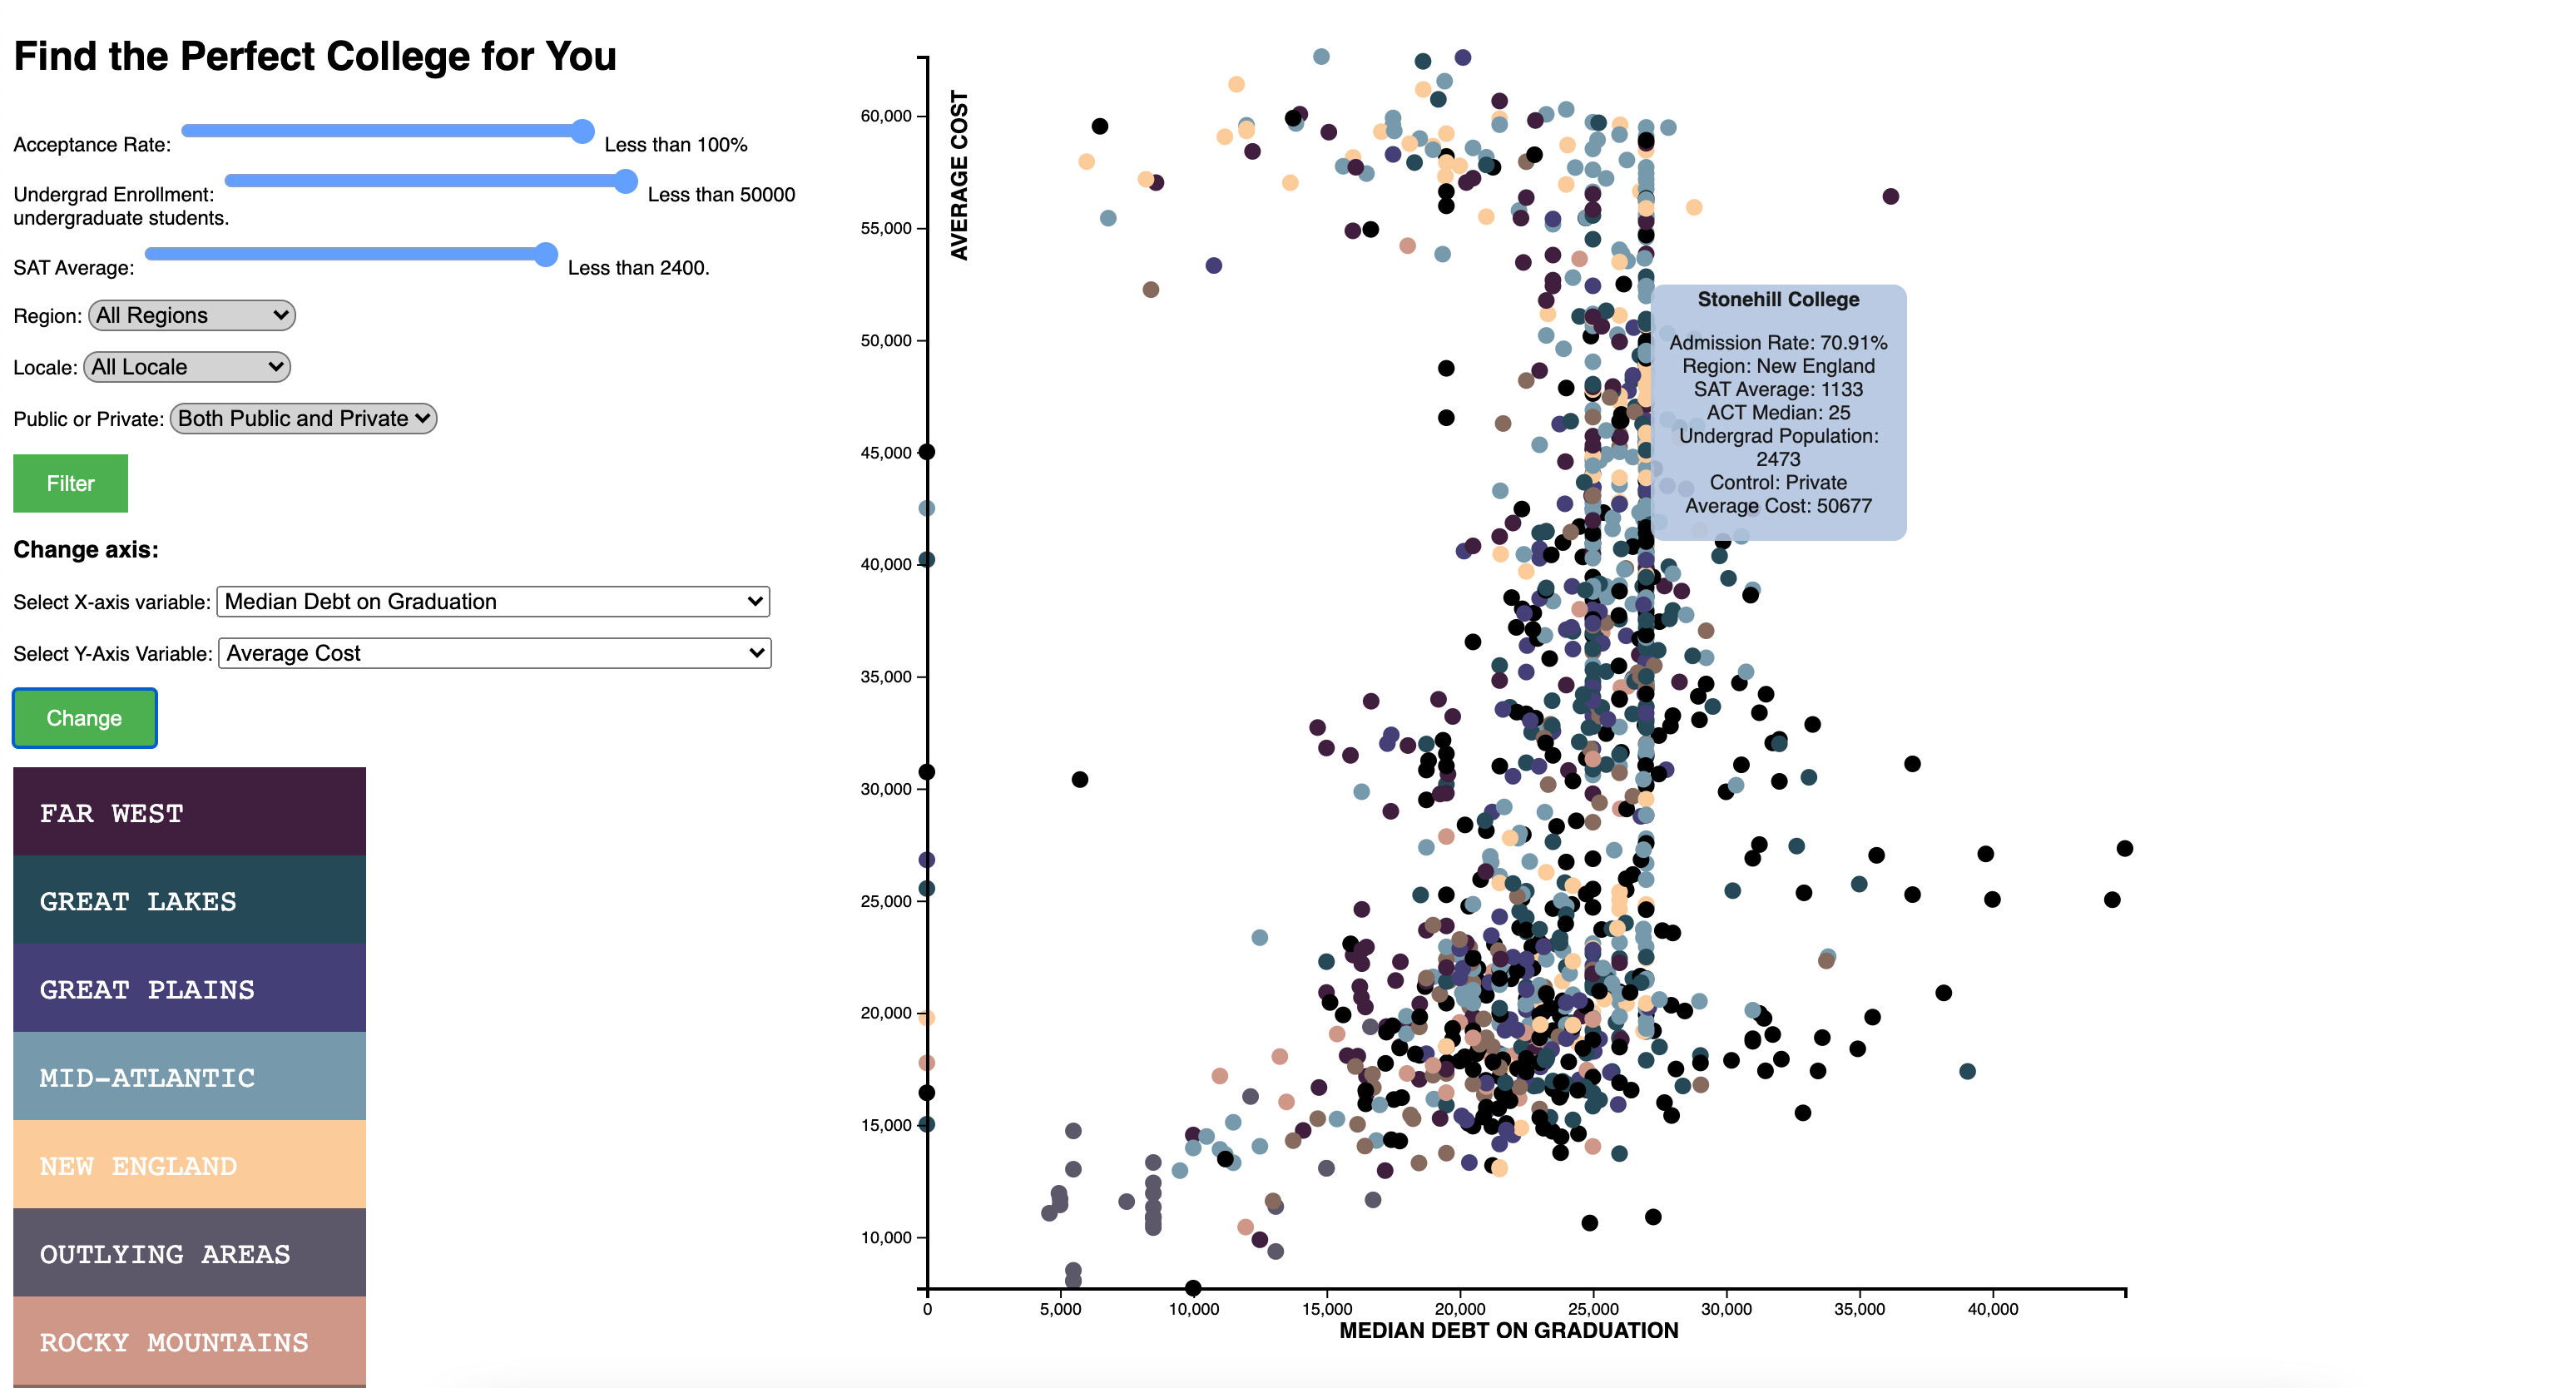 Find the Perfect College for You
Acceptance Rate: Less than 100%
Undergrad Enrollment: Less than 50000
undergraduate students.
SAT Average: Less than 2400.
Region: All Regions
Locale: All Locale
Public or Private: Both Public and Private
Filter
Change axis:
Select X-axis variable: Median Debt on Graduation
Select Y-Axis Variable: Average Cost
Change
FAR WEST
GREAT LAKES
GREAT PLAINS
MID-ATLANTIC
NEW ENGLAND
OUTLYING AREAS
ROCKY MOUNTAINS
AVERAGE COST
60,000
55,000
50,000
45,000
40,000
35,000
30,000
25,000
20,000
15,000
10,000
Stonehill College
Admission Rate: 70.91%
Region: New England
SAT Average: 1133
ACT Median: 25
Undergrad Population:
2473
Control: Private
Average Cost: 50677
0 5,000 10,000 15,000 20,000 25,000 30,000 35,000 40,000
MEDIAN DEBT ON GRADUATION